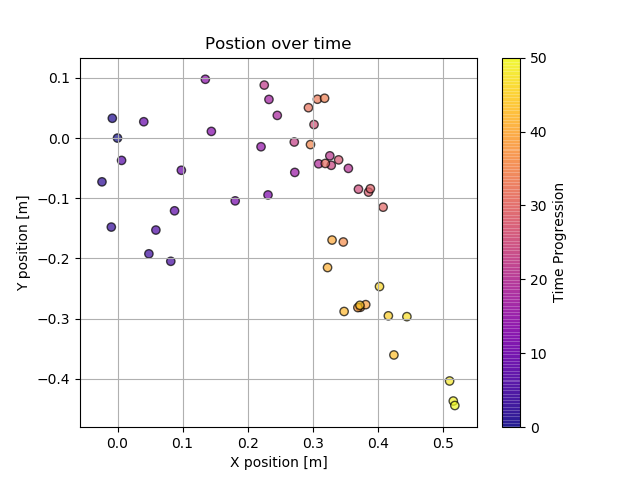 Postion over time
0.1
0.0
−0.1
−0.2
−0.3
−0.4
Y position [m]
0.0 0.1 0.2 0.3 0.4 0.5
X position [m]
50
40
30
20
10
0
Time Progression